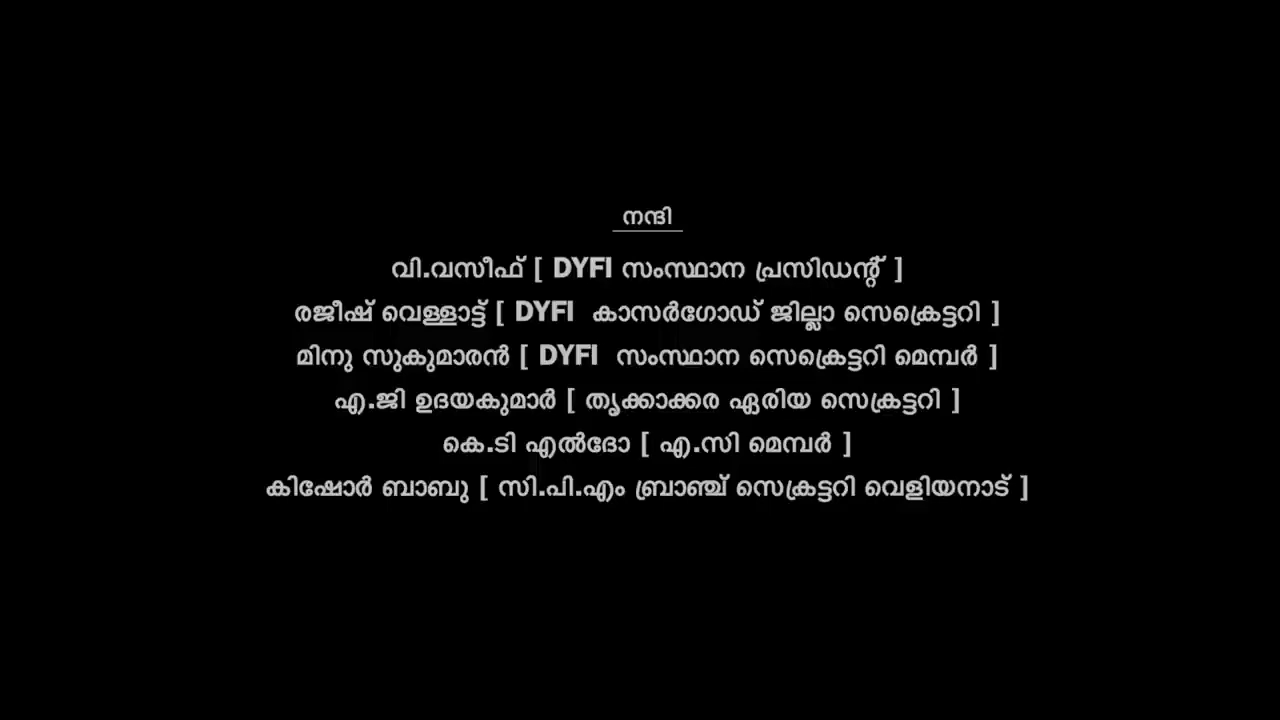 നന്ദി
വി.വസീഫ് [ DYFI സംസ്ഥാന പ്രസിഡന്റ് ]
രജീഷ് വെള്ളാട്ട് [ DYFI കാസർഗോഡ് ജില്ലാ സെക്രെട്ടറി ]
മിനു സുകുമാരൻ [ DYFI സംസ്ഥാന സെക്രെട്ടറി മെമ്പർ ]
എ.ജി ഉദയകുമാർ [ തൃക്കാക്കര ഏരിയ സെക്രട്ടറി ]
കെ.ടി എൽദോ [ എ.സി മെമ്പർ ]
കിഷോർ ബാബു [ സി.പി.എം ബ്രാഞ്ച് സെക്രട്ടറി വെളിയനാട് ]